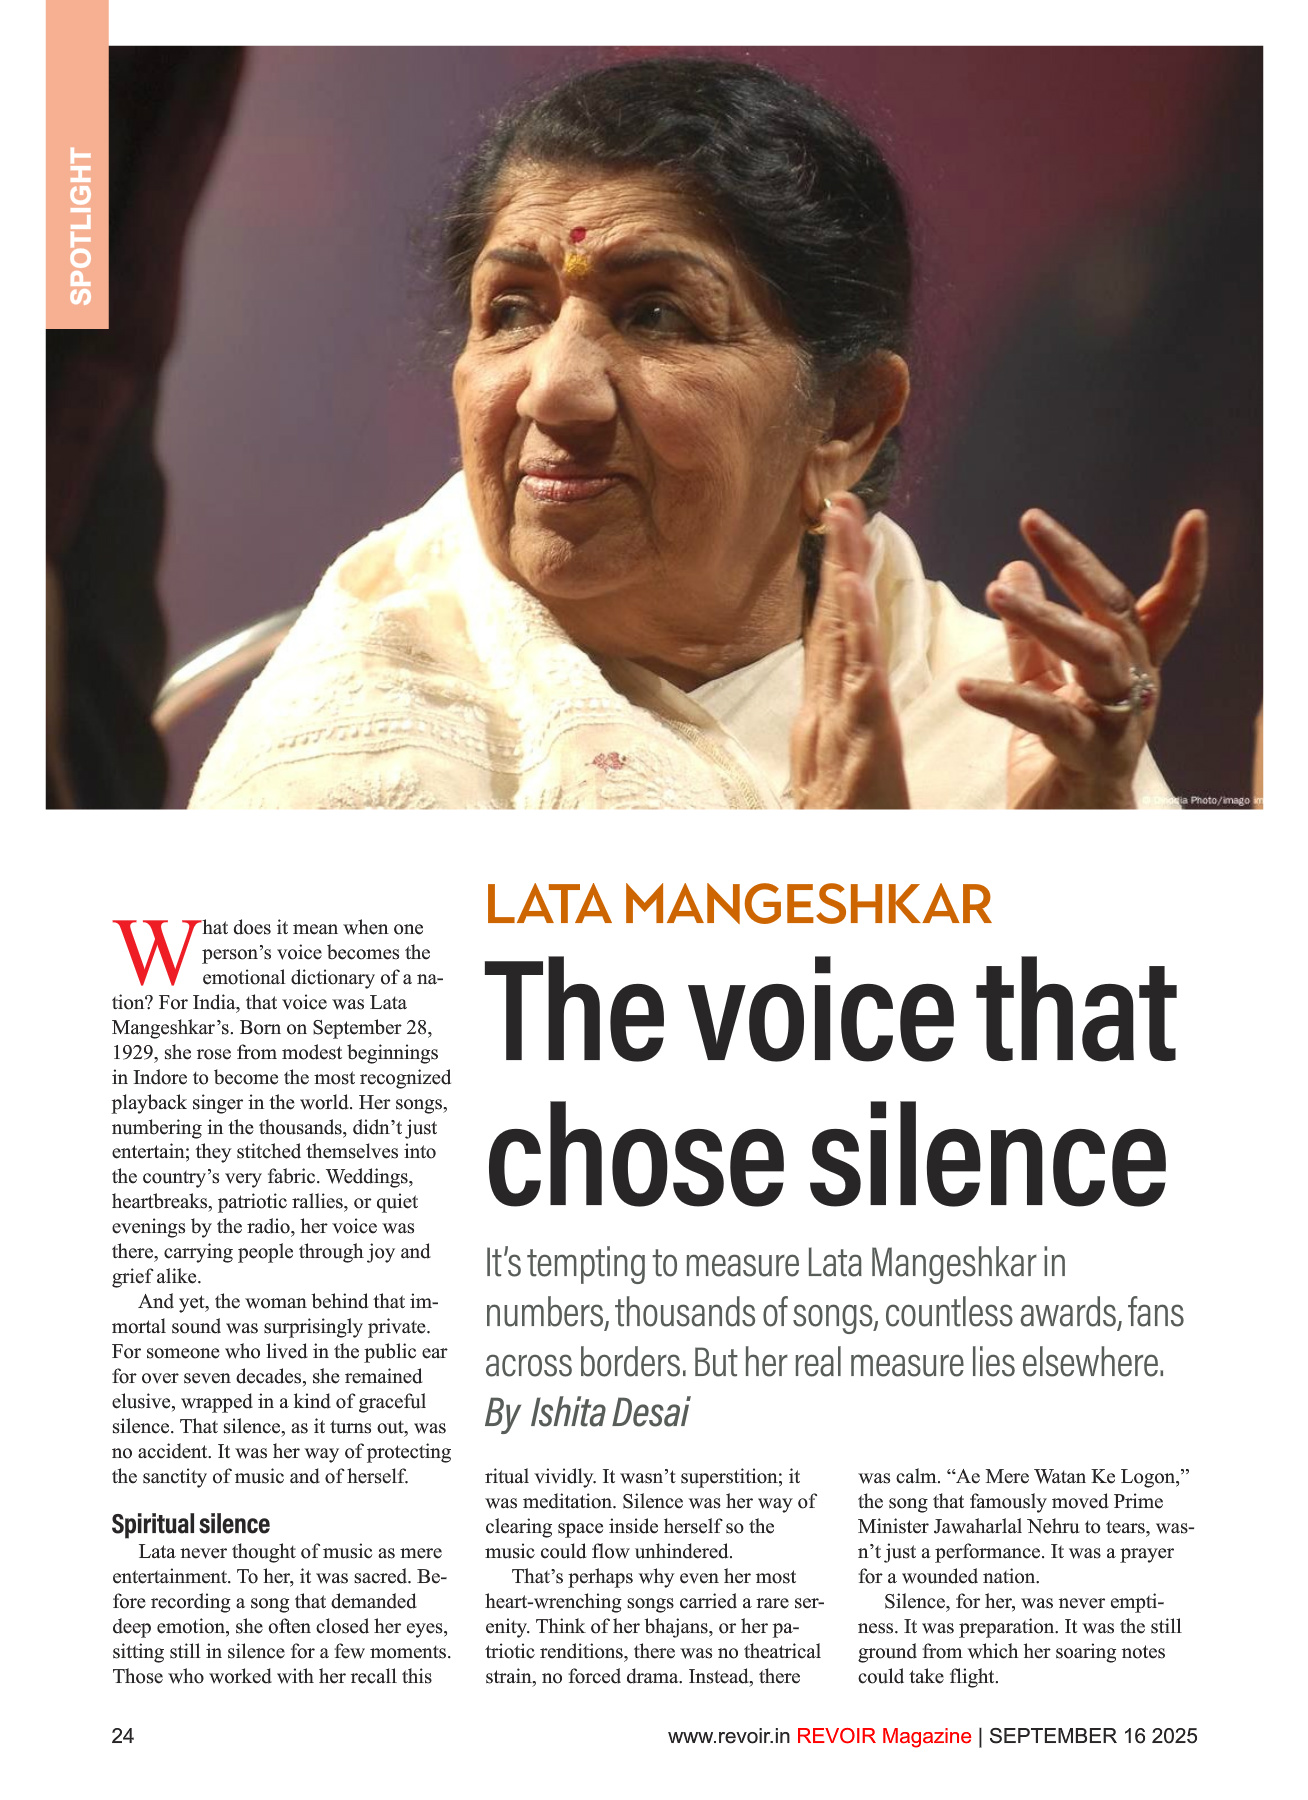 SPOTLIGHT
Photo/imago
LATA MANGESHKAR
The voice that
chose silence
It's tempting to measure Lata Mangeshkar in
numbers, thousands of songs, countless awards, fans
across borders. But her real measure lies elsewhere.
By Ishita Desai
What does it mean when one
person's voice becomes the
emotional dictionary of a na-
tion? For India, that voice was Lata
Mangeshkar's. Born on September 28,
1929, she rose from modest beginnings
in Indore to become the most recognized
playback singer in the world. Her songs,
numbering in the thousands, didn't just
entertain; they stitched themselves into
the country's very fabric. Weddings,
heartbreaks, patriotic rallies, or quiet
evenings by the radio, her voice was
there, carrying people through joy and
grief alike.
And yet, the woman behind that im-
mortal sound was surprisingly private.
For someone who lived in the public ear
for over seven decades, she remained
elusive, wrapped in a kind of graceful
silence. That silence, as it turns out, was
no accident. It was her way of protecting
the sanctity of music and of herself.
Spiritual silence
Lata never thought of music as mere
entertainment. To her, it was sacred. Be-
fore recording a song that demanded
deep emotion, she often closed her eyes,
sitting still in silence for a few moments.
Those who worked with her recall this
ritual vividly. It wasn't superstition; it
was meditation. Silence was her way of
clearing space inside herself so the
music could flow unhindered.
That's perhaps why even her most
heart-wrenching songs carried a rare ser-
enity. Think of her bhajans, or her pa-
triotic renditions, there was no theatrical
strain, no forced drama. Instead, there
was calm. “Ae Mere Watan Ke Logon,”
the song that famously moved Prime
Minister Jawaharlal Nehru to tears, was-
n't just a performance. It was a prayer
for a wounded nation.
Silence, for her, was never empti-
ness. It was preparation. It was the still
ground from which her soaring notes
could take flight.
24
www.revoir.in REVOIR Magazine | SEPTEMBER 16 2025